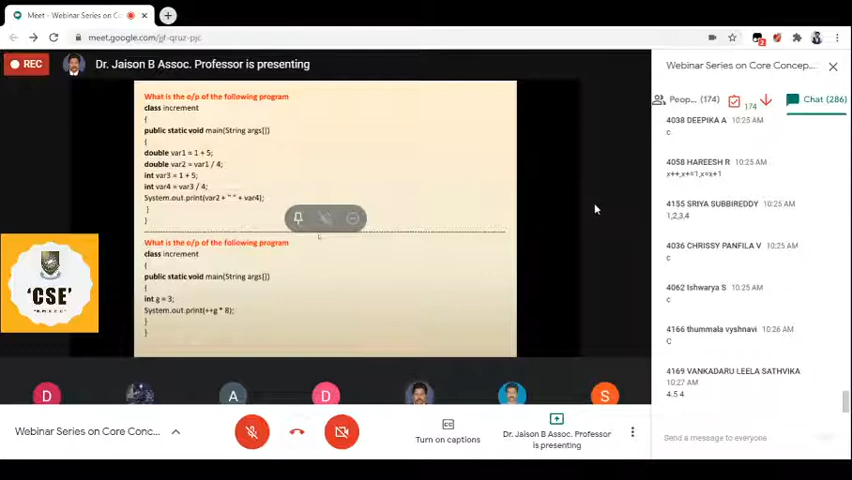 Meet - Webinar Series on C
meet.google.com/gf-qruz-pjc
2
REC
Dr. Jaison B Assoc. Professor is presenting
What is the o/p of the following program
class increment
{
public static void main(String args[])
{
double var1 = 1 + 5;
double var2 = var1 / 4;
int var3 = 1 + 5;
int var4 = var3 / 4;
System.out.print(var2 + " " + var4);
}
}
What is the o/p of the following program
class increment
{
public static void main(String args[])
{
int g = 3;
System.out.print(++g * 8);
}
}
'CSE'
D
A
D
S
Webinar Series on Core Conc...
Turn on captions
Dr. Jaison B Assoc. Professor
is presenting
Webinar Series on Core Concep...
Peop... (174)
174
Chat (286)
4038 DEEPIKA A 10:25 AM
c
4058 HAREESH R 10:25 AM
x++,x+=1,x=x+1
4155 SRIYA SUBBIREDDY 10:25 AM
1,2,3,4
4036 CHRISSY PANFILA V 10:25 AM
c
4062 Ishwarya S 10:25 AM
c
4166 thummala vyshnavi 10:26 AM
C
4169 VANKADARU LEELA SATHVIKA
10:27 AM
4.5 4
Send a message to everyone